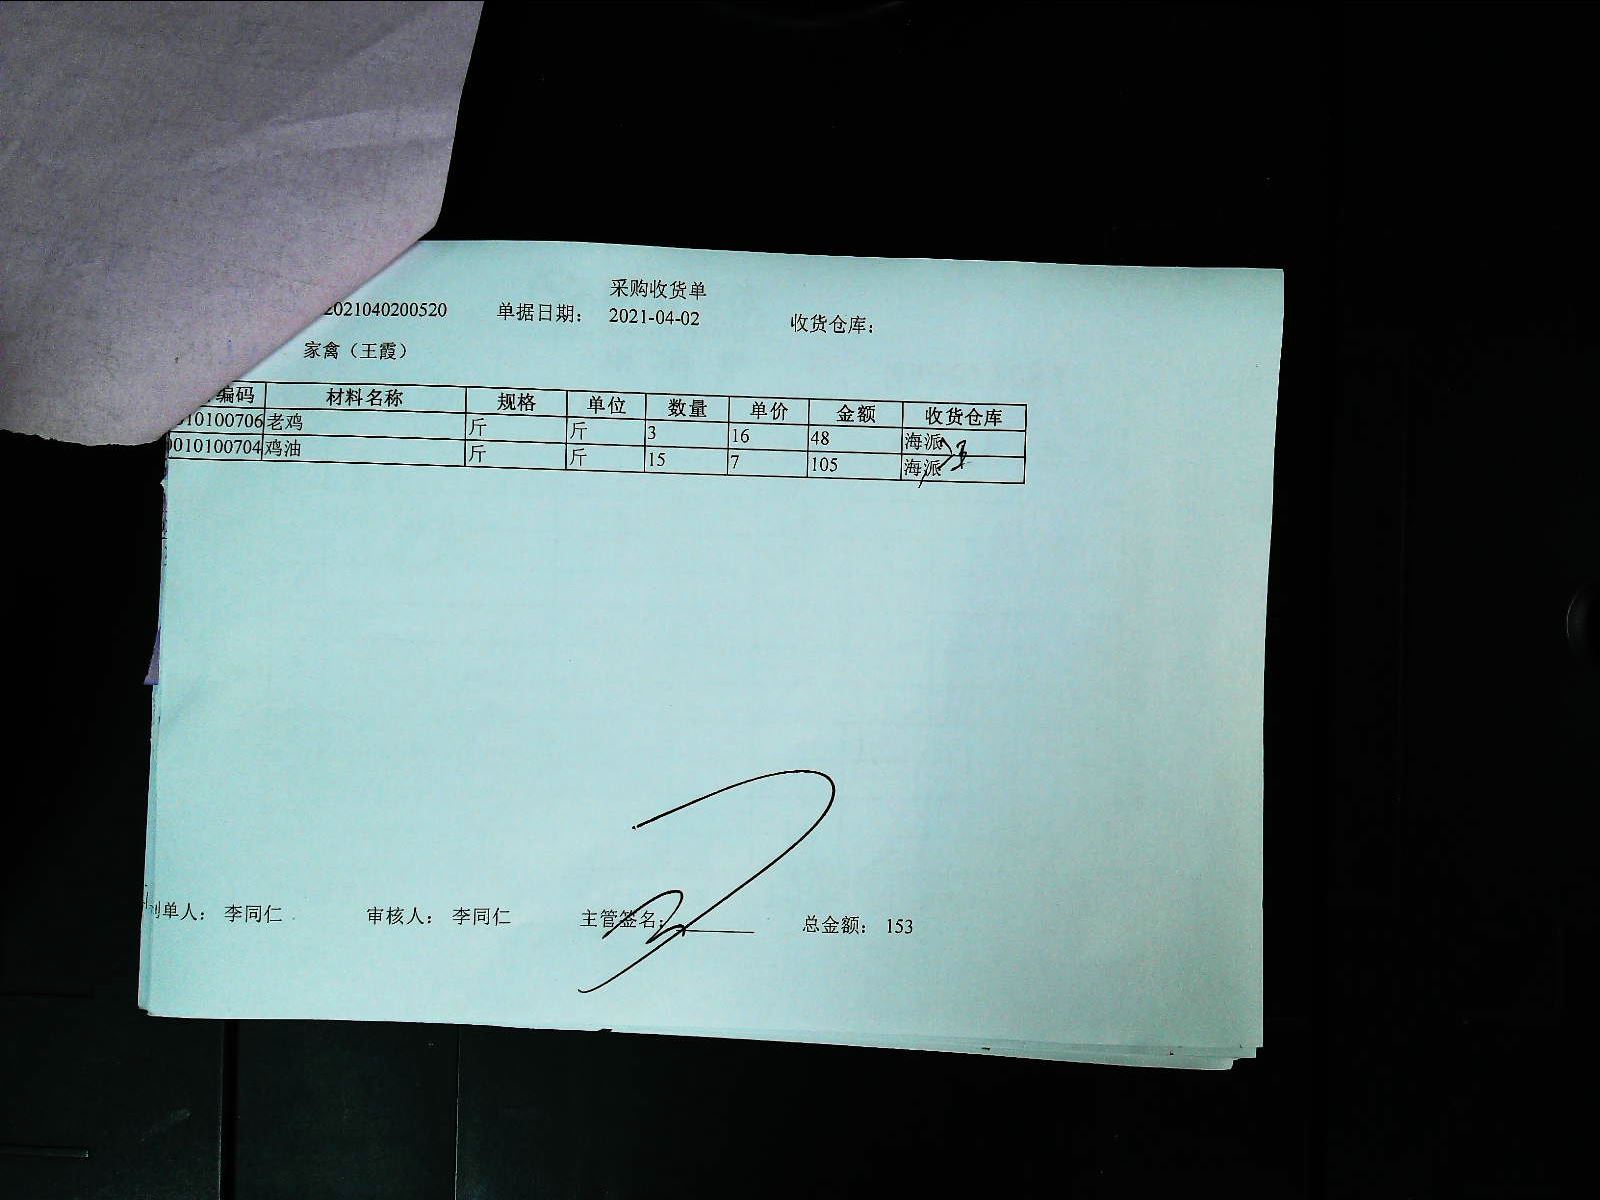 采购收货单
2021040200520 单据日期： 2021-04-02 收货仓库：
家禽（王霞）
编码 材料名称 规格 单位 数量 单价 金额 收货仓库
010100706 老鸡 斤 斤 3 16 48 海派
0010100704 鸡油 斤 斤 15 7 105 海派
制单人： 李同仁 审核人： 李同仁 主管签名： 总金额： 153